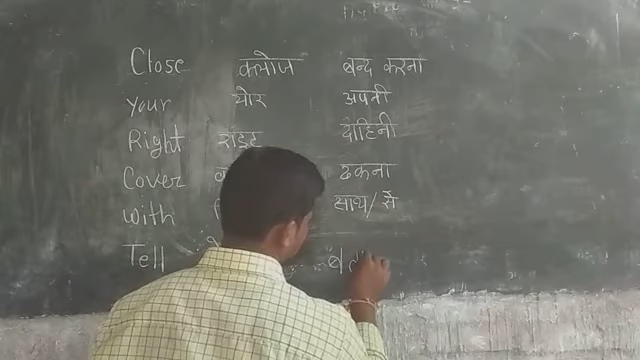 Close क्लोज बन्द करना
Your योर अपनी
Right राइट दाहिनी
Cover ढकना
With साथ/से
Tell